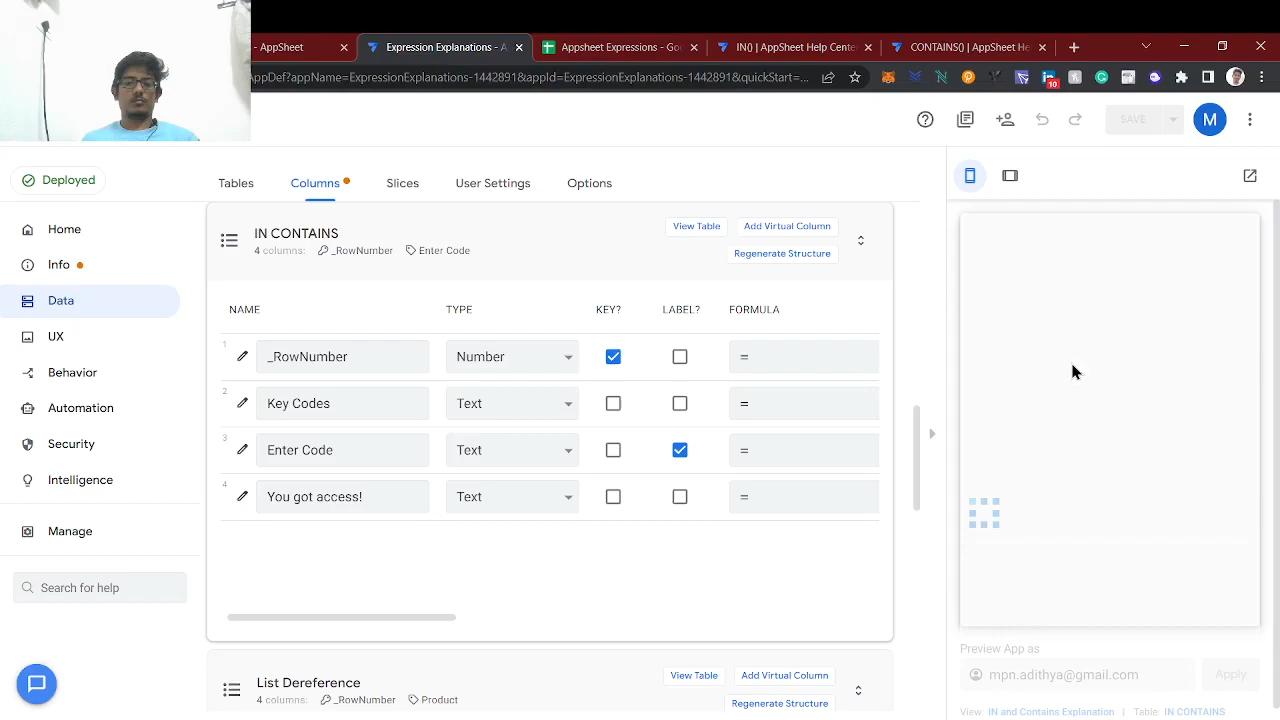 - AppSheet
Expression Explanations - A
Appsheet Expressions - Go
IN() | AppSheet Help Center
CONTAINS() | AppSheet He
AppDef?appName=ExpressionExplanations-1442891&appId=ExpressionExplanations-1442891&quickStart=...
10
SAVE
M
Deployed
Tables
Columns
Slices
User Settings
Options
Home
Info
Data
UX
Behavior
Automation
Security
Intelligence
Manage
Search for help
IN CONTAINS
4 columns: _RowNumber Enter Code
View Table
Add Virtual Column
Regenerate Structure
NAME TYPE KEY? LABEL? FORMULA
1 _RowNumber Number =
2 Key Codes Text =
3 Enter Code Text =
4 You got access! Text =
List Dereference
4 columns: _RowNumber Product
View Table
Add Virtual Column
Regenerate Structure
Preview App as
mpn.adithya@gmail.com
Apply
View: IN and Contains Explanation | Table: IN CONTAINS